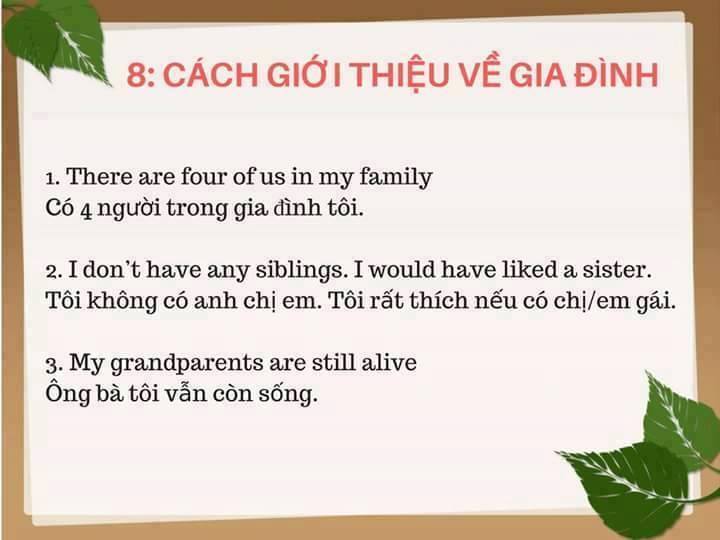 8: CÁCH GIỚI THIỆU VỀ GIA ĐÌNH
1. There are four of us in my family
Có 4 người trong gia đình tôi.
2. I don't have any siblings. I would have liked a sister.
Tôi không có anh chị em. Tôi rất thích nếu có chị/em gái.
3. My grandparents are still alive
Ông bà tôi vẫn còn sống.